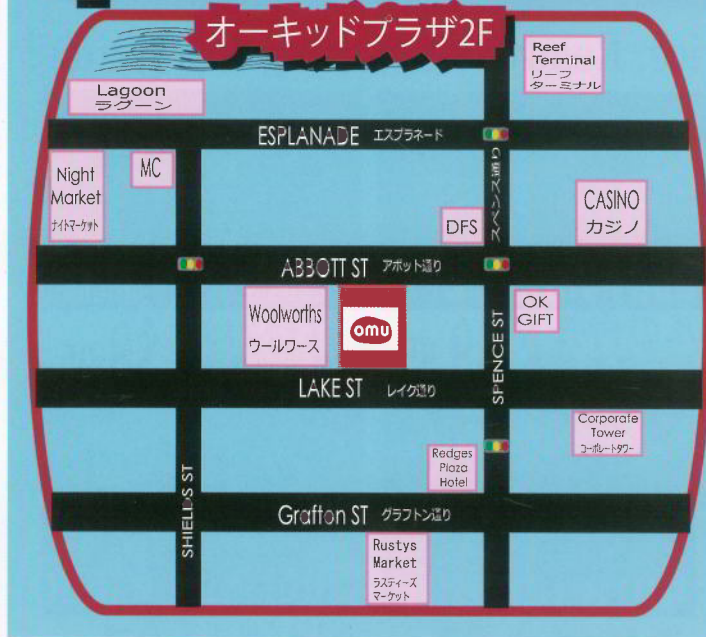 オーキッドプラザ2F
Reef
Terminal
リーフ
ターミナル
Lagoon
ラグーン
ESPLANADE エスプラネード
Night
Market
ナイトマーケット
MC
スペンス通り
DFS
CASINO
カジノ
ABBOTT ST アボット通り
Woolworths
ウールワース
omu
SPENCE ST
OK
GIFT
LAKE ST レイク通り
Corporate
Tower
コーポレートタワー
Redges
Plaza
Hotel
SHIELDS ST
Grafton ST グラフトン通り
Rustys
Market
ラスティーズ
マーケット